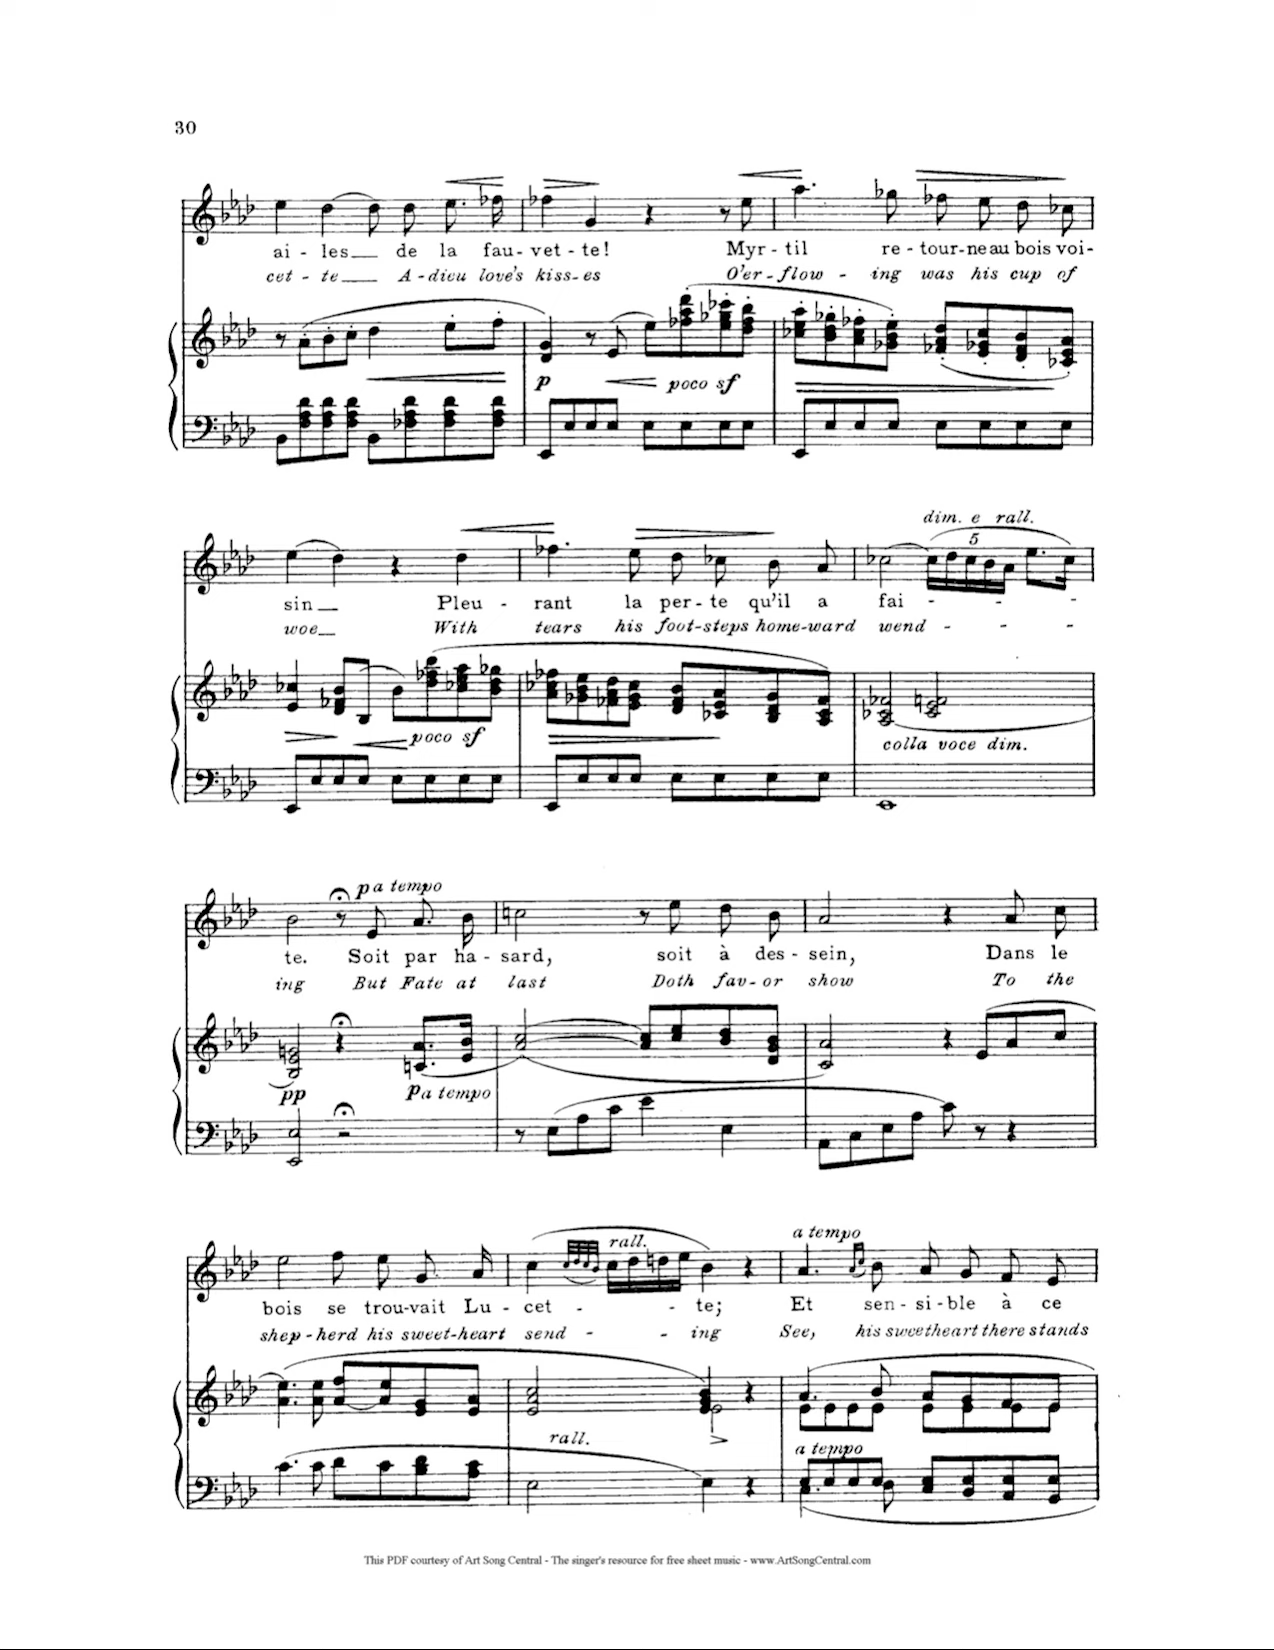 30
ai - les de la fau - vet - te! Myr - til re - tour - ne au bois voi -
cet - te A - dieu love's kiss - es O'er - flow - ing was his cup of
p poco sf
dim. e rall.
5
sin Pleu - rant la per - te qu'il a fai - - -
woe With tears his foot - steps home - ward wend - - -
poco sf
colla voce dim.
pa tempo
te. Soit par ha - sard, soit à des - sein, Dans le
ing But Fate at last Doth fav - or show To the
pp Pa tempo
rall. a tempo
bois se trou - vait Lu - cet - - te; Et sen - si - ble à ce
shep - herd his sweet - heart send - - ing See, his sweetheart there stands
rall.
a tempo
This PDF courtesy of Art Song Central - The singer's resource for free sheet music - www.ArtSongCentral.com